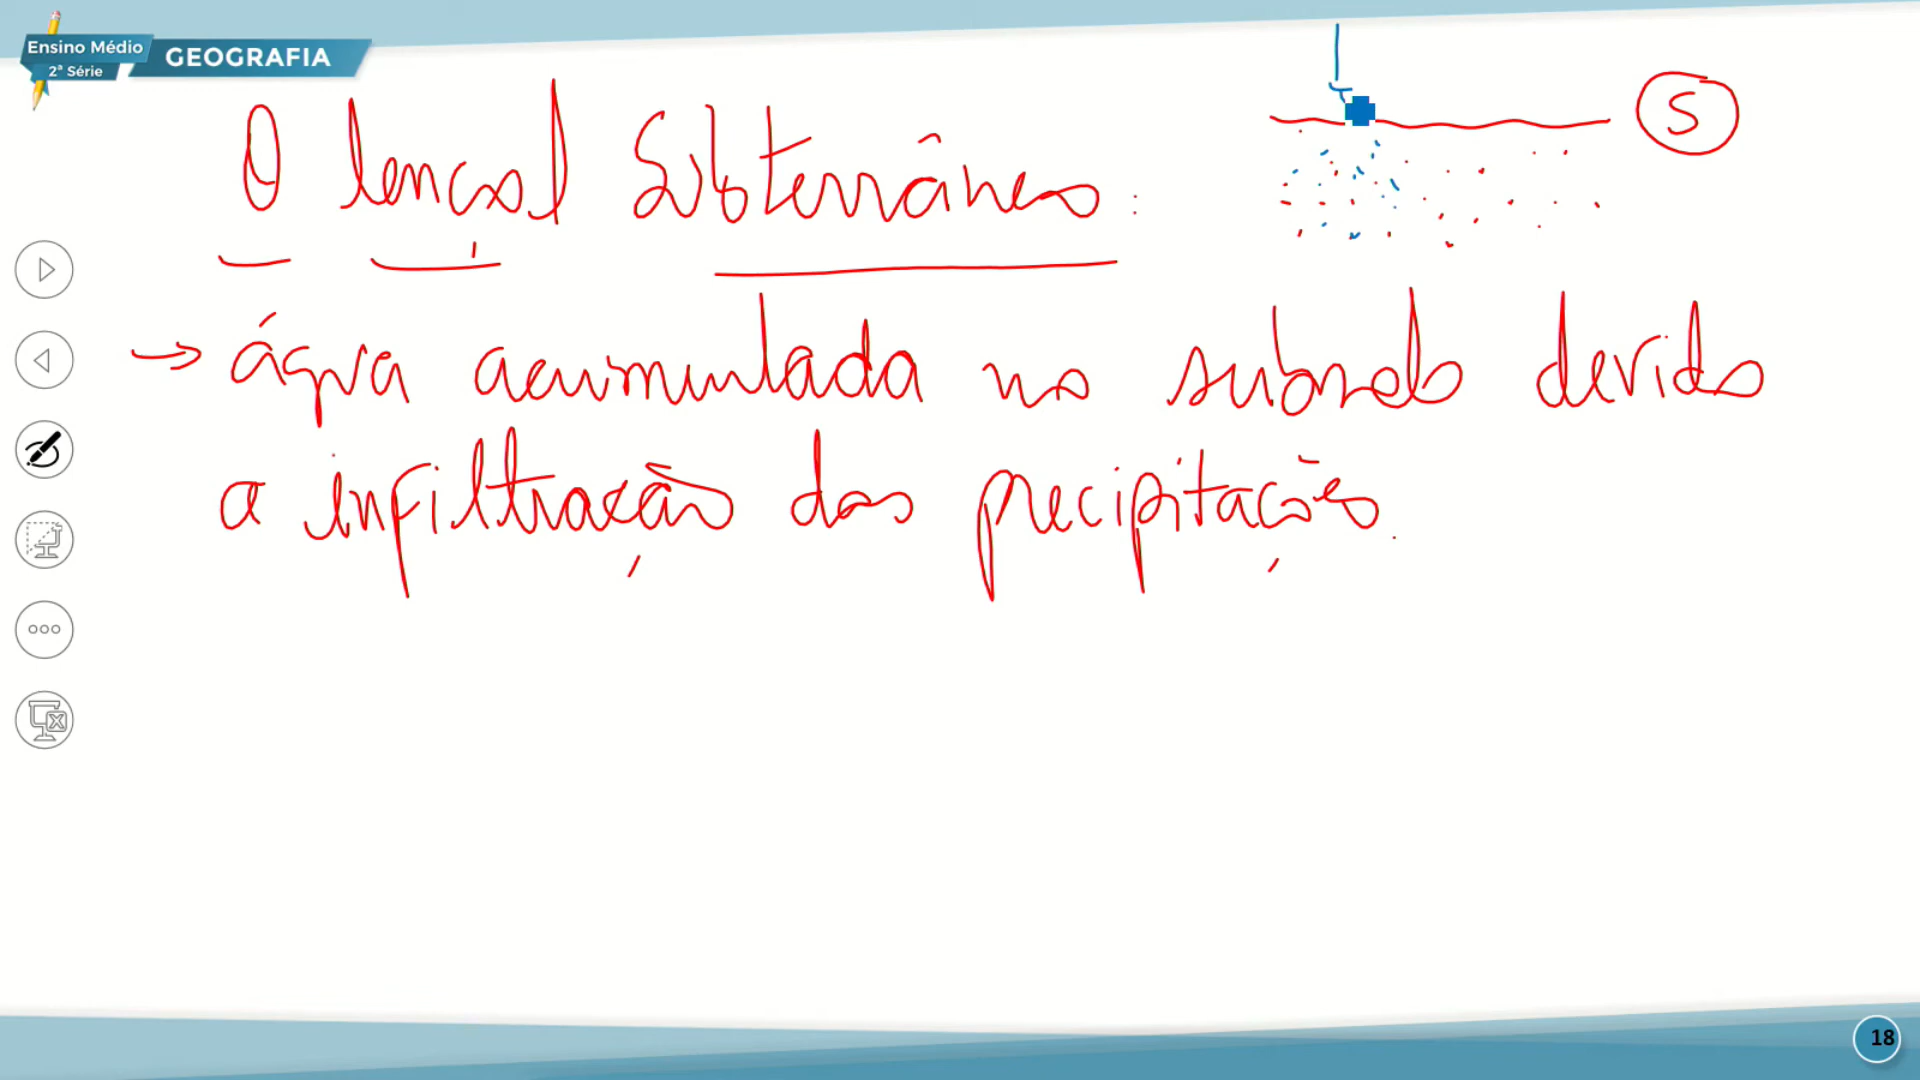 Ensino Médio
2ª Série
GEOGRAFIA
O lençol Subterrâneo:
S
→ água acumulada no subsolo devido
a infiltração das precipitações.
18